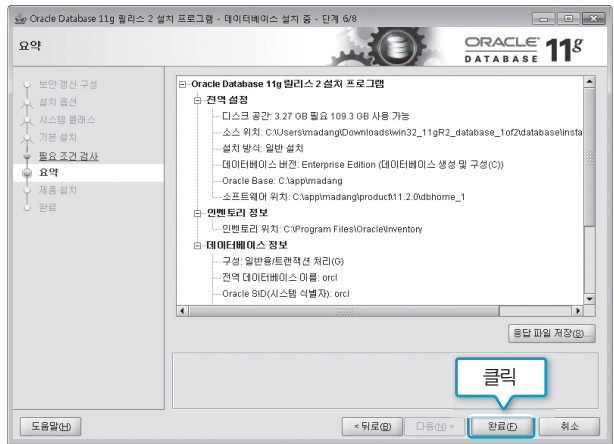 Oracle Database 11g 릴리스 2 설치 프로그램 - 데이터베이스 설치 중 - 단계 6/8
요약
ORACLE DATABASE 11g
보안 갱신 구성
설치 옵션
시스템 클래스
기본 설치
필요 조건 검사
요약
제품 설치
완료
Oracle Database 11g 릴리스 2 설치 프로그램
전역 설정
디스크 공간: 3.27 GB 필요 109.3 GB 사용 가능
소스 위치: C:\Users\madang\Downloads\win32_11gR2_database_1of2\database\insta
설치 방식: 일반 설치
데이터베이스 버전: Enterprise Edition (데이터베이스 생성 및 구성(C))
Oracle Base: C:\app\madang
소프트웨어 위치: C:\app\madang\product\11.2.0\dbhome_1
인벤토리 정보
인벤토리 위치: C:\Program Files\Oracle\Inventory
데이터베이스 정보
구성: 일반용/트랜잭션 처리(G)
전역 데이터베이스 이름: orcl
Oracle SID(시스템 식별자): orcl
응답 파일 저장(S)...
클릭
도움말(H)
< 뒤로(B)
다음(N) >
완료(F)
취소